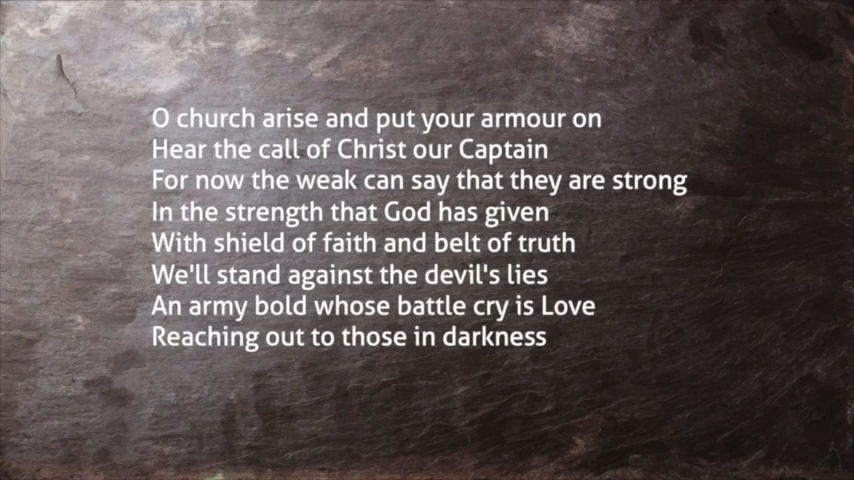 O church arise and put your armour on
Hear the call of Christ our Captain
For now the weak can say that they are strong
In the strength that God has given
With shield of faith and belt of truth
We'll stand against the devil's lies
An army bold whose battle cry is Love
Reaching out to those in darkness